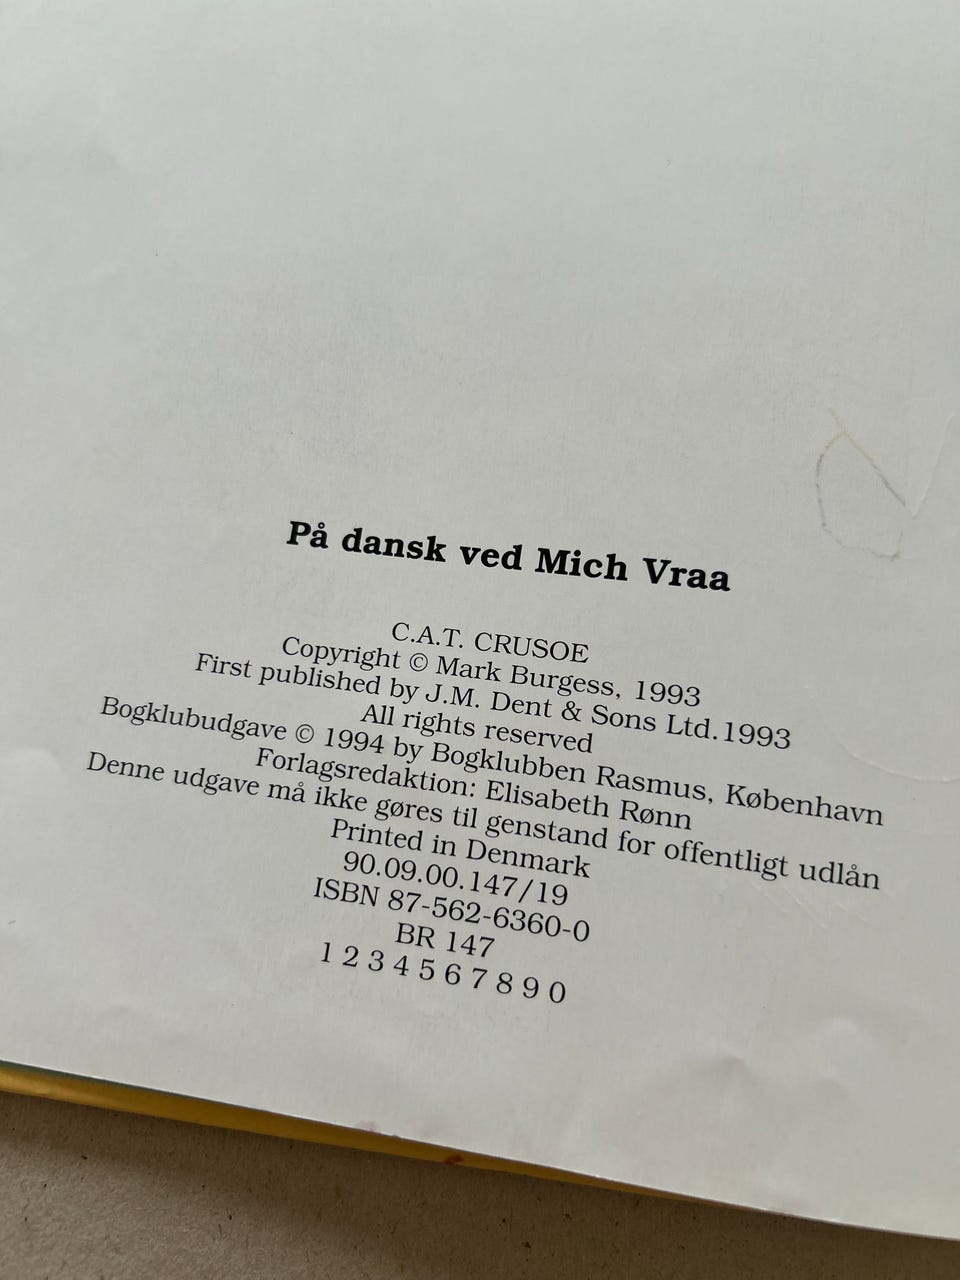 På dansk ved Mich Vraa
C.A.T. CRUSOE
Copyright © Mark Burgess, 1993
First published by J.M. Dent & Sons Ltd.1993
All rights reserved
Bogklubudgave © 1994 by Bogklubben Rasmus, København
Forlagsredaktion: Elisabeth Rønn
Denne udgave må ikke gøres til genstand for offentligt udlån
Printed in Denmark
90.09.00.147/19
ISBN 87-562-6360-0
BR 147
1 2 3 4 5 6 7 8 9 0